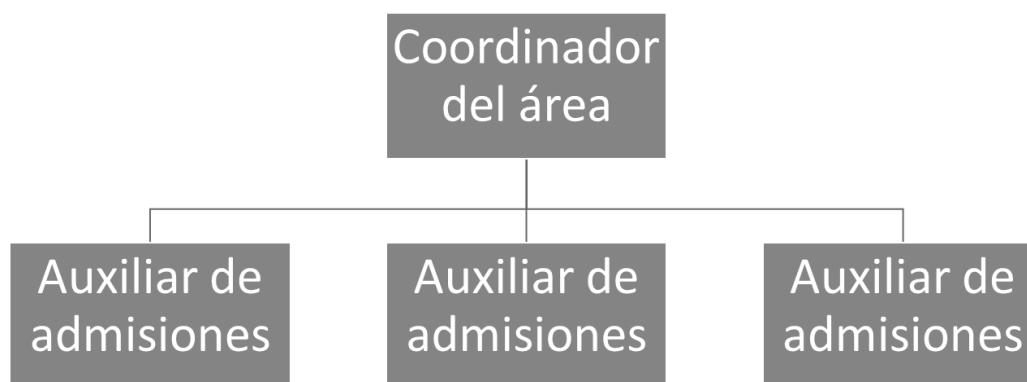 Coordinador
del área
Auxiliar de
admisiones
Auxiliar de
admisiones
Auxiliar de
admisiones